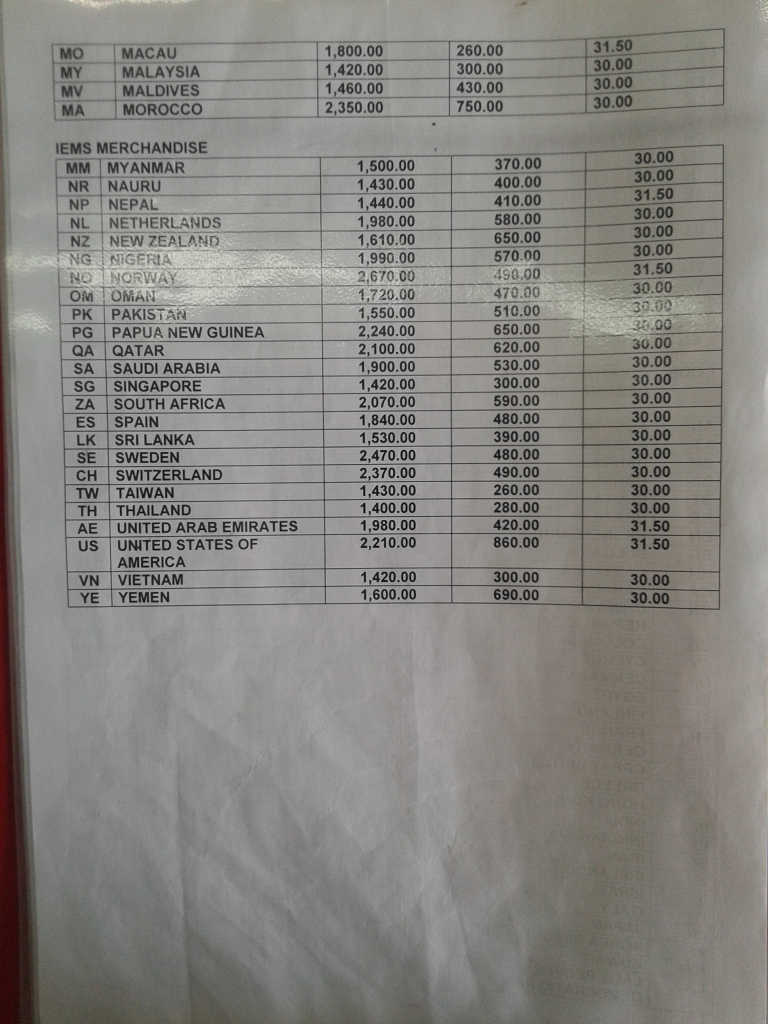 MO MACAU 1,800.00 260.00 31.50
MY MALAYSIA 1,420.00 300.00 30.00
MV MALDIVES 1,460.00 430.00 30.00
MA MOROCCO 2,350.00 750.00 30.00
IEMS MERCHANDISE
MM MYANMAR 1,500.00 370.00 30.00
NR NAURU 1,430.00 400.00 30.00
NP NEPAL 1,440.00 410.00 31.50
NL NETHERLANDS 1,980.00 580.00 30.00
NZ NEW ZEALAND 1,610.00 650.00 30.00
NG NIGERIA 1,990.00 570.00 30.00
NO NORWAY 2,670.00 490.00 31.50
OM OMAN 1,720.00 470.00 30.00
PK PAKISTAN 1,550.00 510.00 30.00
PG PAPUA NEW GUINEA 2,240.00 650.00 30.00
QA QATAR 2,100.00 620.00 30.00
SA SAUDI ARABIA 1,900.00 530.00 30.00
SG SINGAPORE 1,420.00 300.00 30.00
ZA SOUTH AFRICA 2,070.00 590.00 30.00
ES SPAIN 1,840.00 480.00 30.00
LK SRI LANKA 1,530.00 390.00 30.00
SE SWEDEN 2,470.00 480.00 30.00
CH SWITZERLAND 2,370.00 490.00 30.00
TW TAIWAN 1,430.00 260.00 30.00
TH THAILAND 1,400.00 280.00 30.00
AE UNITED ARAB EMIRATES 1,980.00 420.00 31.50
US UNITED STATES OF 2,210.00 860.00 31.50
AMERICA
VN VIETNAM 1,420.00 300.00 30.00
YE YEMEN 1,600.00 690.00 30.00